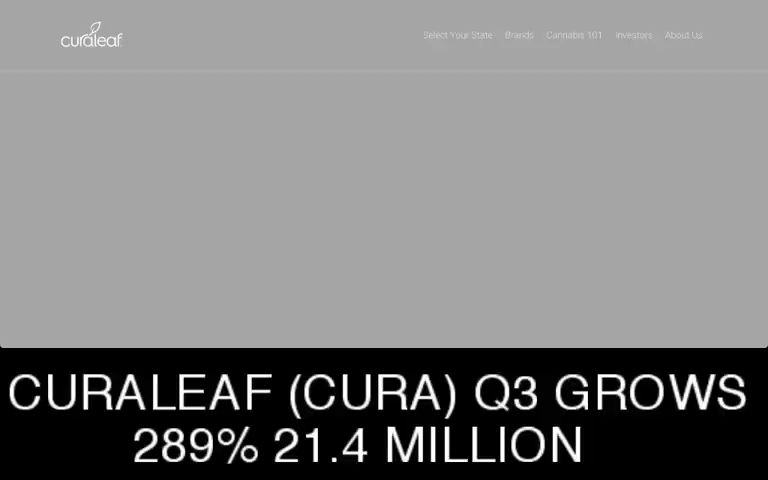 curaleaf
Select Your State Brands Cannabis 101 Investors About Us
CURALEAF (CURA) Q3 GROWS
289% 21.4 MILLION